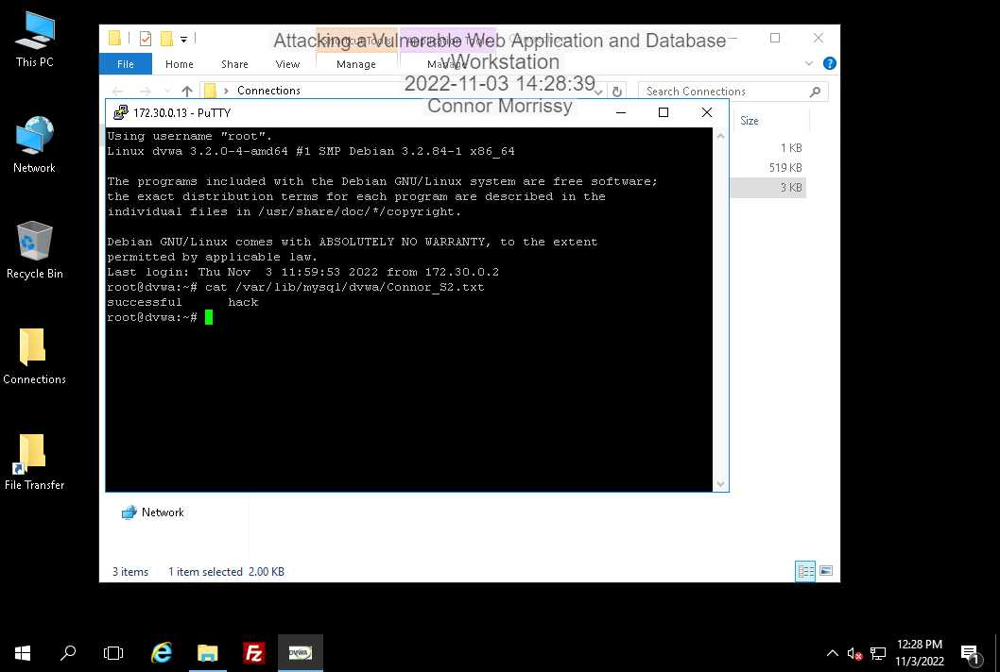 This PC
Network
Recycle Bin
Connections
File Transfer
Attacking a Vulnerable Web Application and Database
vWorkstation
2022-11-03 14:28:39
Connor Morrissy
File
Home
Share
View
Manage
Manage
Connections
Search Connections
Size
1 KB
519 KB
3 KB
172.30.0.13 - PuTTY
Using username "root".
Linux dvwa 3.2.0-4-amd64 #1 SMP Debian 3.2.84-1 x86_64
The programs included with the Debian GNU/Linux system are free software;
the exact distribution terms for each program are described in the
individual files in /usr/share/doc/*/copyright.
Debian GNU/Linux comes with ABSOLUTELY NO WARRANTY, to the extent
permitted by applicable law.
Last login: Thu Nov  3 11:59:53 2022 from 172.30.0.2
root@dvwa:~# cat /var/lib/mysql/dvwa/Connor_S2.txt
successful      hack
root@dvwa:~#
Network
3 items
1 item selected  2.00 KB
DVWA
12:28 PM
11/3/2022
1